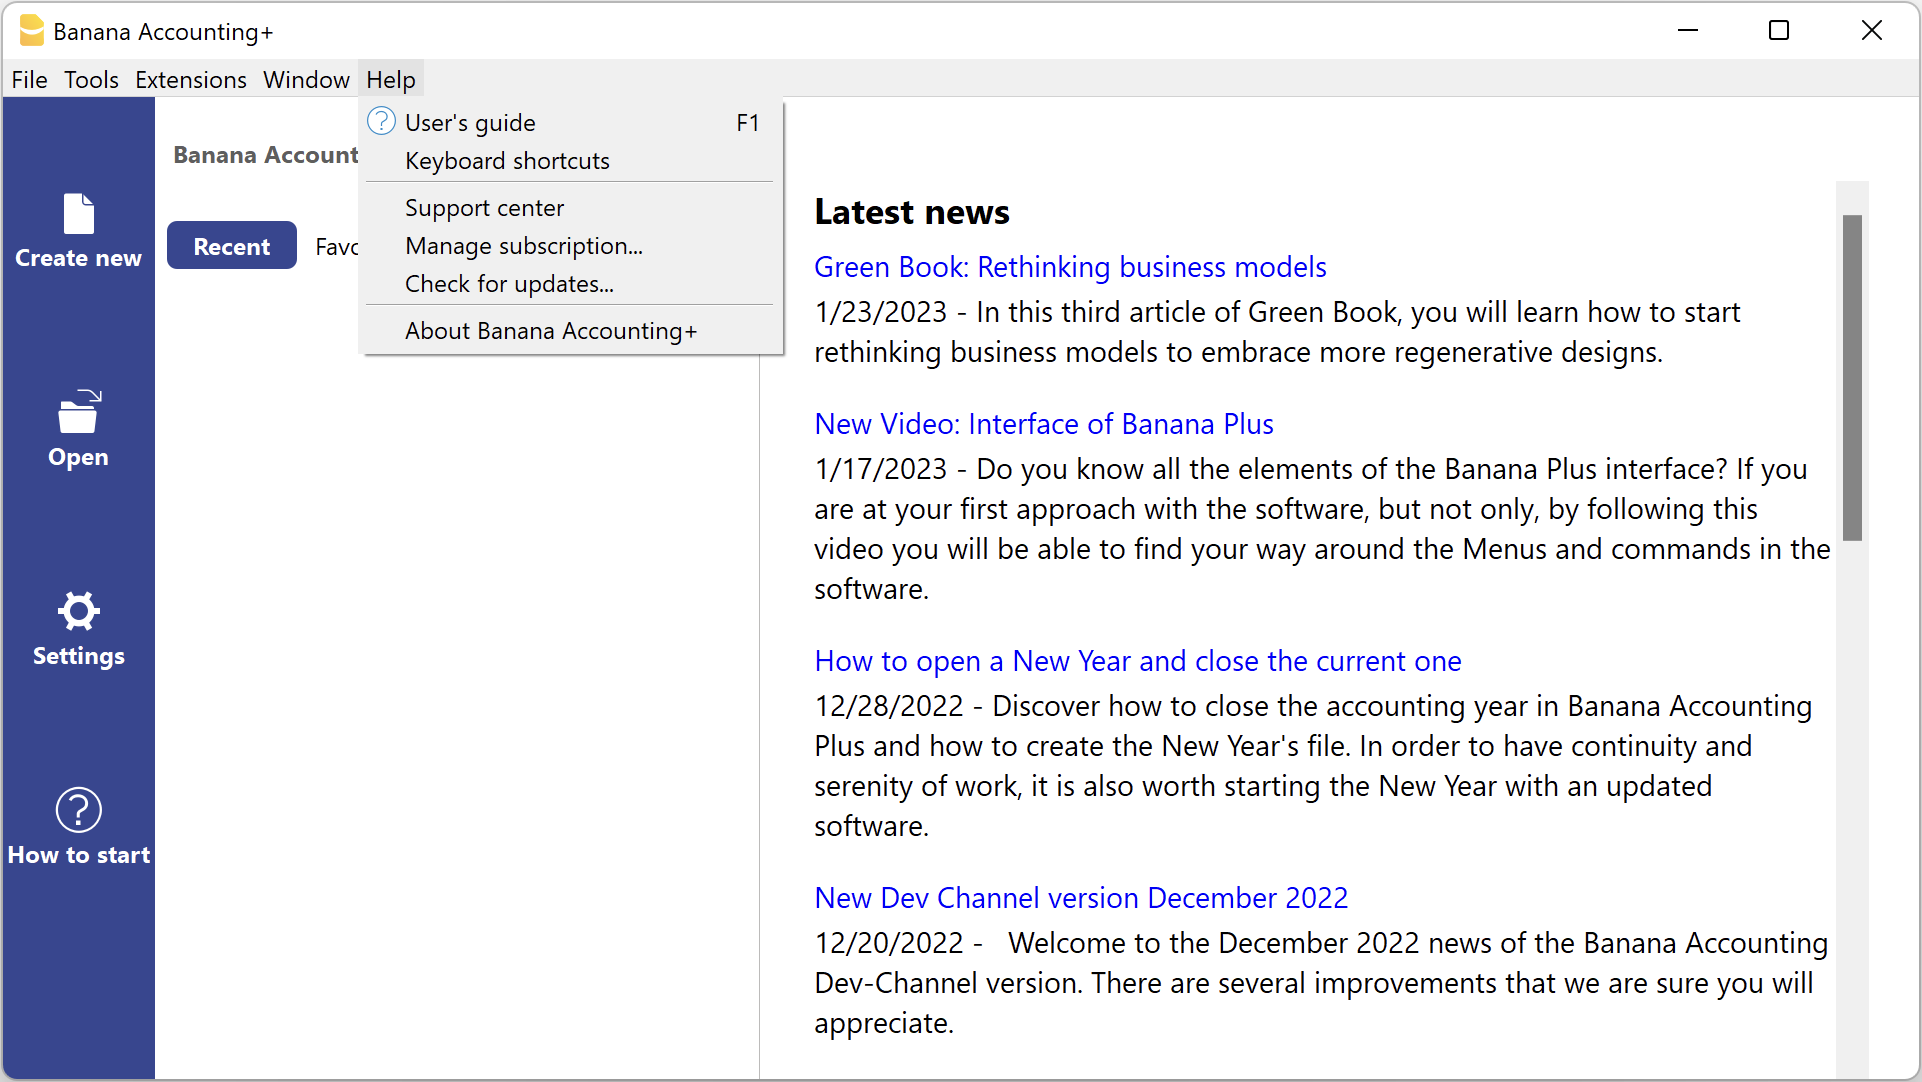 Banana Accounting+
File Tools Extensions Window Help
User's guide F1
Keyboard shortcuts
Support center
Manage subscription...
Check for updates...
About Banana Accounting+
Create new
Open
Settings
How to start
Banana Account
Recent Favo
Latest news
Green Book: Rethinking business models
1/23/2023 - In this third article of Green Book, you will learn how to start
rethinking business models to embrace more regenerative designs.
New Video: Interface of Banana Plus
1/17/2023 - Do you know all the elements of the Banana Plus interface? If you
are at your first approach with the software, but not only, by following this
video you will be able to find your way around the Menus and commands in the
software.
How to open a New Year and close the current one
12/28/2022 - Discover how to close the accounting year in Banana Accounting
Plus and how to create the New Year's file. In order to have continuity and
serenity of work, it is also worth starting the New Year with an updated
software.
New Dev Channel version December 2022
12/20/2022 -   Welcome to the December 2022 news of the Banana Accounting
Dev-Channel version. There are several improvements that we are sure you will
appreciate.